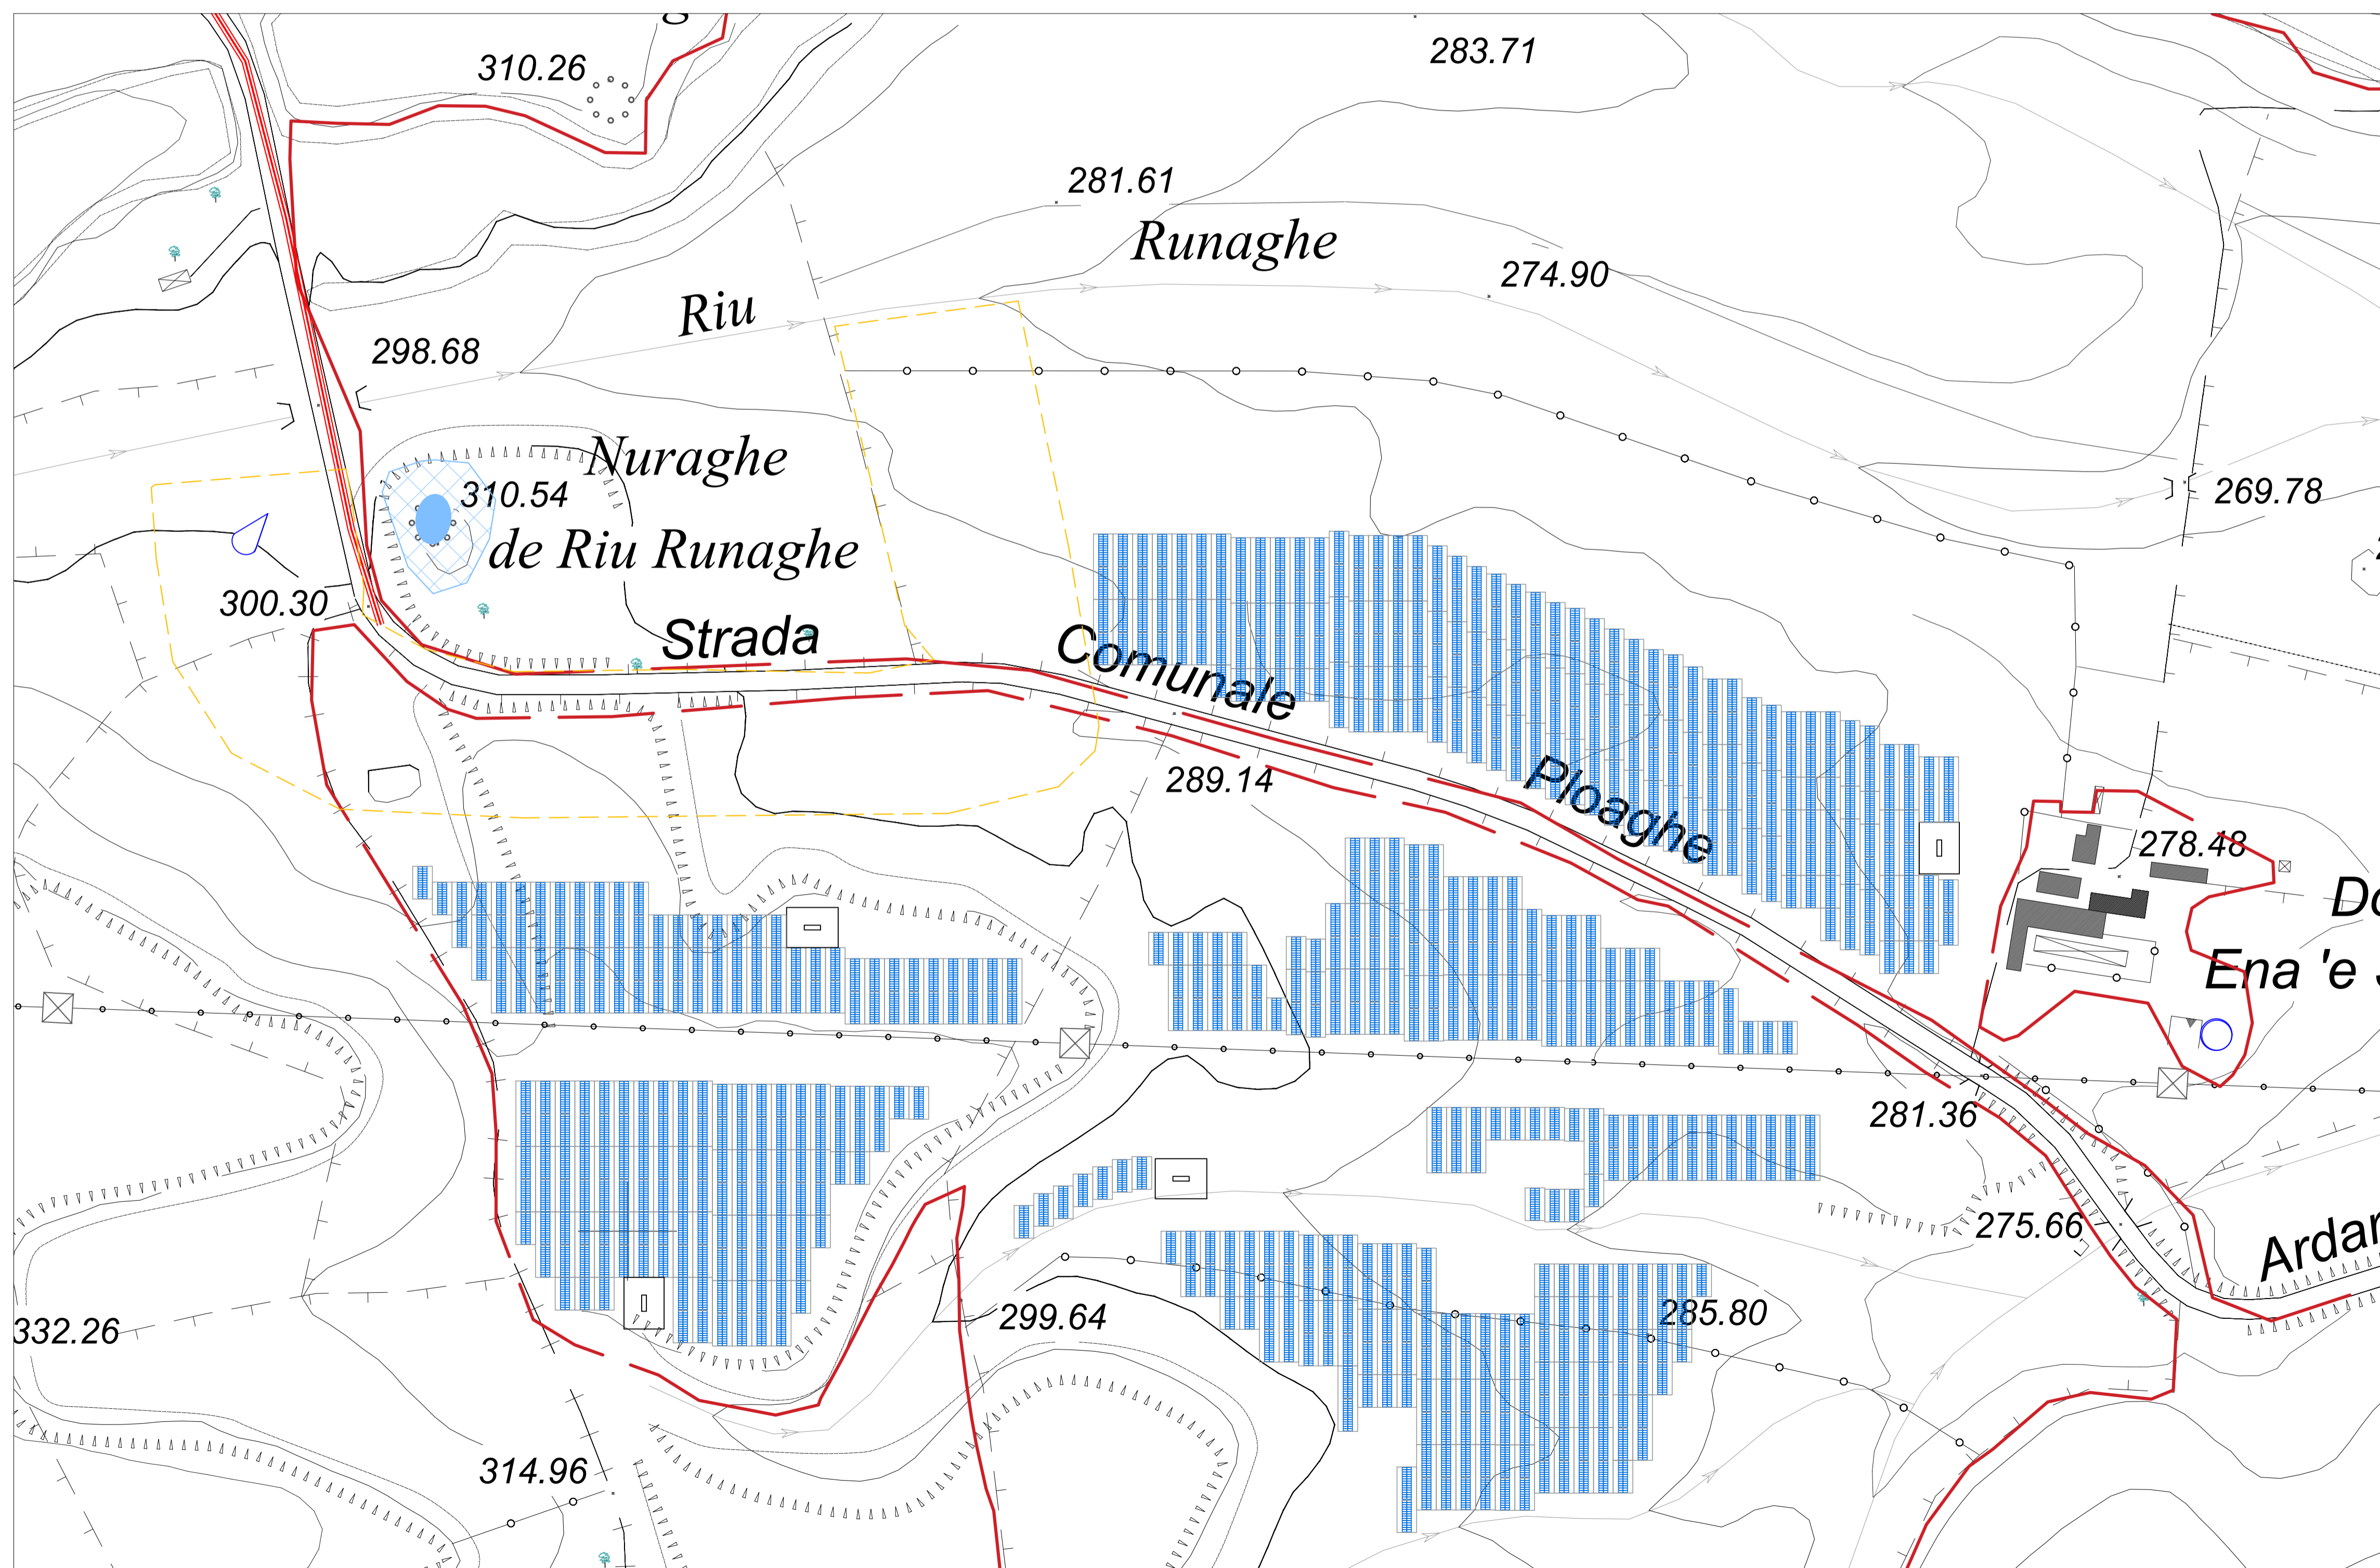 310.26
283.71
281.61
Runaghe
274.90
Riu
298.68
Nuraghe
310.54
269.78
de Riu Runaghe
300.30
Strada
Comunale
289.14
Ploaghe
278.48
Ena 'e
281.36
275.66
299.64
285.80
332.26
314.96